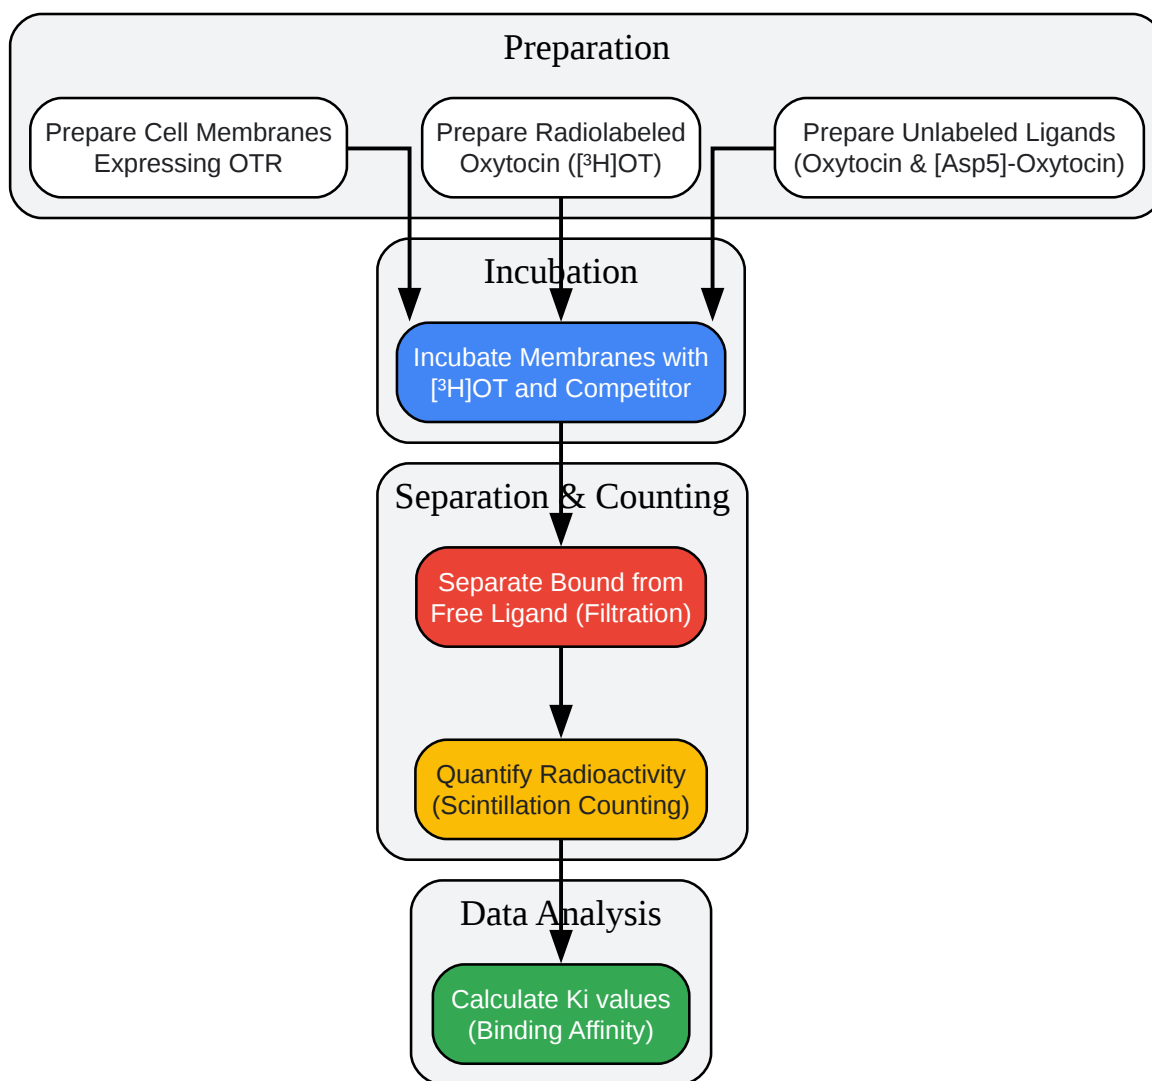 Preparation
Prepare Cell Membranes
Expressing OTR
Prepare Radiolabeled
Oxytocin ([³H]OT)
Prepare Unlabeled Ligands
(Oxytocin & [Asp5]-Oxytocin)
Incubation
Incubate Membranes with
[³H]OT and Competitor
Separation & Counting
Separate Bound from
Free Ligand (Filtration)
Quantify Radioactivity
(Scintillation Counting)
Data Analysis
Calculate Ki values
(Binding Affinity)